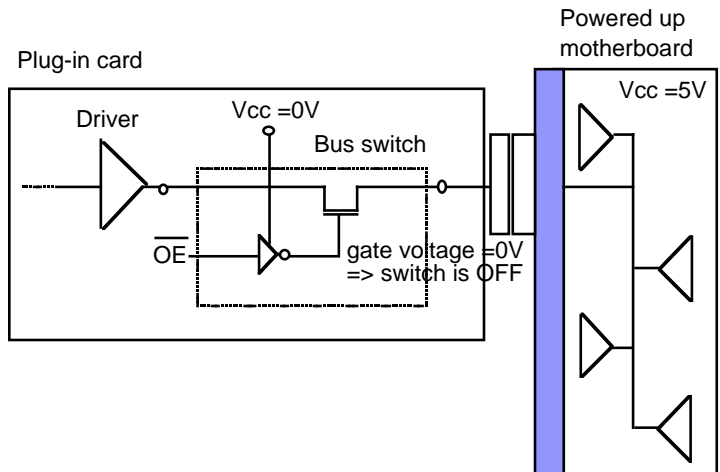 Powered up
motherboard
Plug-in card
Vcc =5V
Driver
Vcc =0V
Bus switch
OE
gate voltage =0V
=> switch is OFF